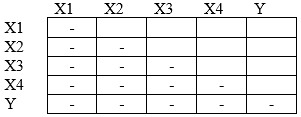 X1 X2 X3 X4 Y
X1 -
X2 - -
X3 - - -
X4 - - - -
Y - - - - -